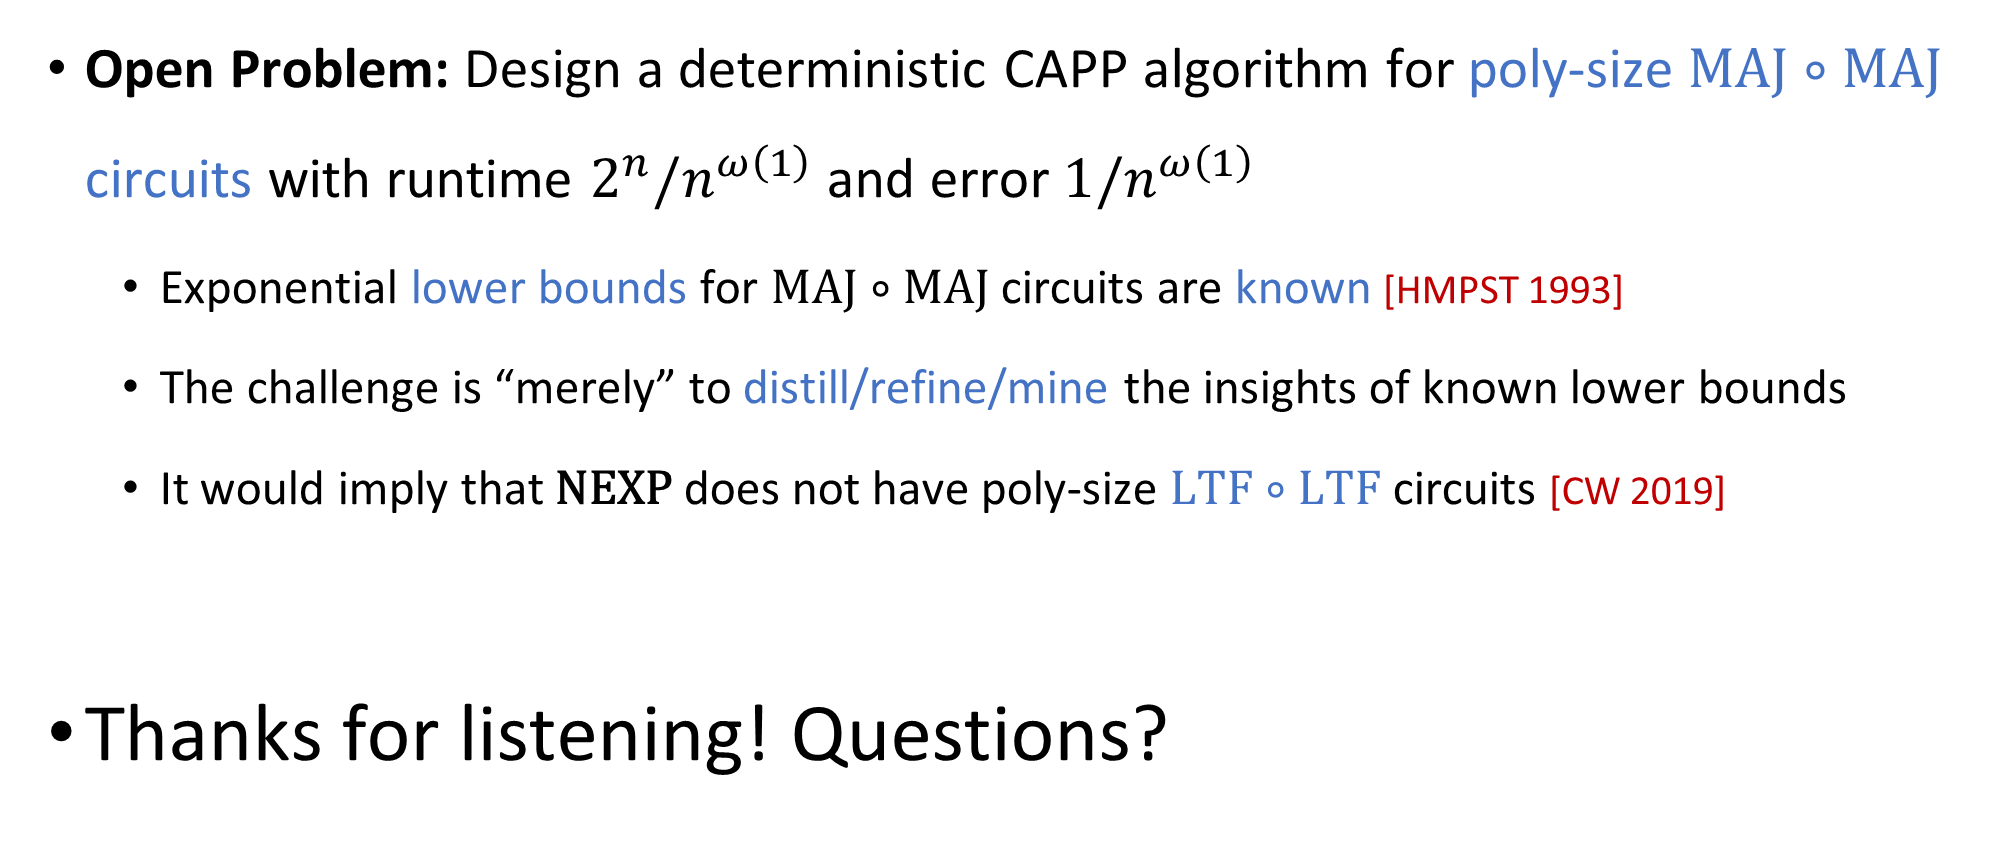 • Open Problem: Design a deterministic CAPP algorithm for poly-size MAJ ∘ MAJ
circuits with runtime 2^n/n^ω(1) and error 1/n^ω(1)
• Exponential lower bounds for MAJ ∘ MAJ circuits are known [HMPST 1993]
• The challenge is “merely” to distill/refine/mine the insights of known lower bounds
• It would imply that NEXP does not have poly-size LTF ∘ LTF circuits [CW 2019]
• Thanks for listening! Questions?